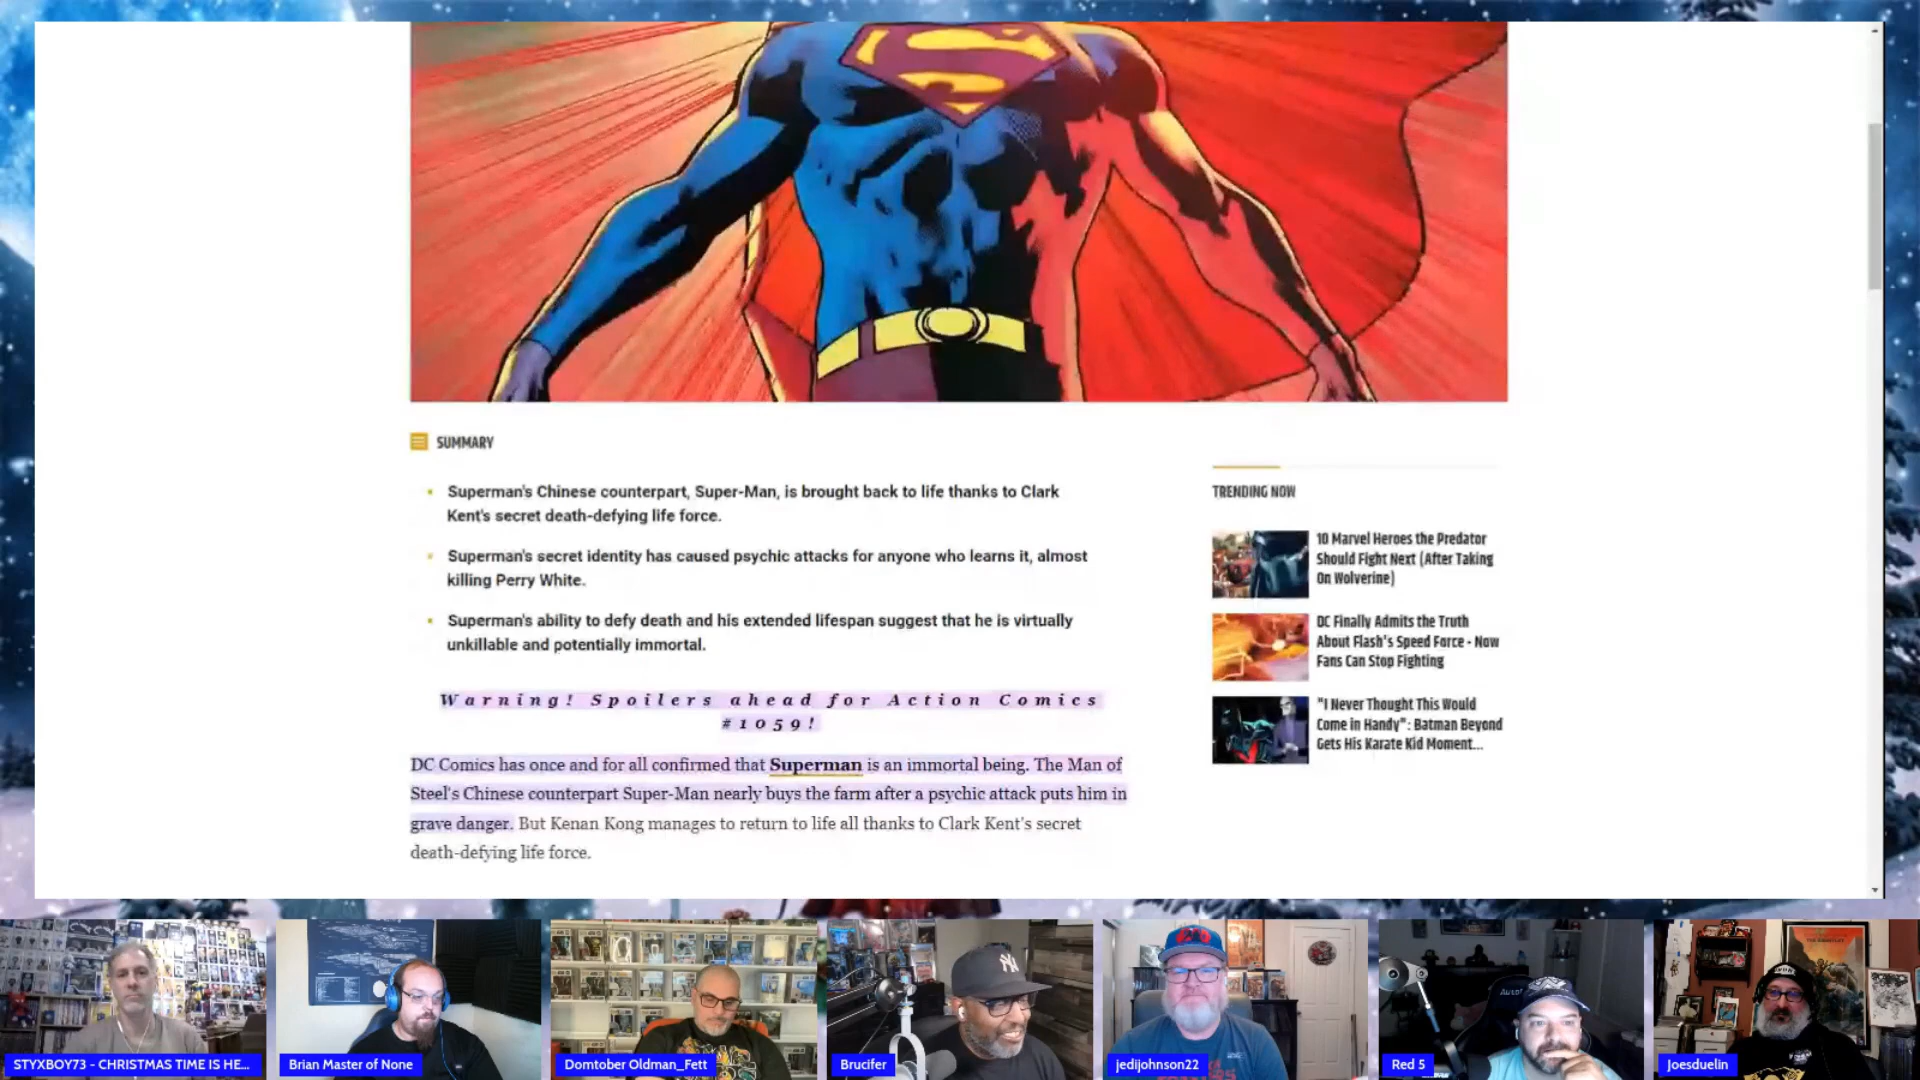 SUMMARY
Superman's Chinese counterpart, Super-Man, is brought back to life thanks to Clark
Kent's secret death-defying life force.
Superman's secret identity has caused psychic attacks for anyone who learns it, almost
killing Perry White.
Superman's ability to defy death and his extended lifespan suggest that he is virtually
unkillable and potentially immortal.
Warning! Spoilers ahead for Action Comics
#1059!
DC Comics has once and for all confirmed that Superman is an immortal being. The Man of
Steel's Chinese counterpart Super-Man nearly buys the farm after a psychic attack puts him in
grave danger. But Kenan Kong manages to return to life all thanks to Clark Kent's secret
death-defying life force.
TRENDING NOW
10 Marvel Heroes the Predator
Should Fight Next (After Taking
On Wolverine)
DC Finally Admits the Truth
About Flash's Speed Force - Now
Fans Can Stop Fighting
"I Never Thought This Would
Come in Handy": Batman Beyond
Gets His Karate Kid Moment...
STYXBOY73 - CHRISTMAS TIME IS HE...
Brian Master of None
Domtober Oldman_Fett
Brucifer
jedijohnson22
Red 5
Joesduelin